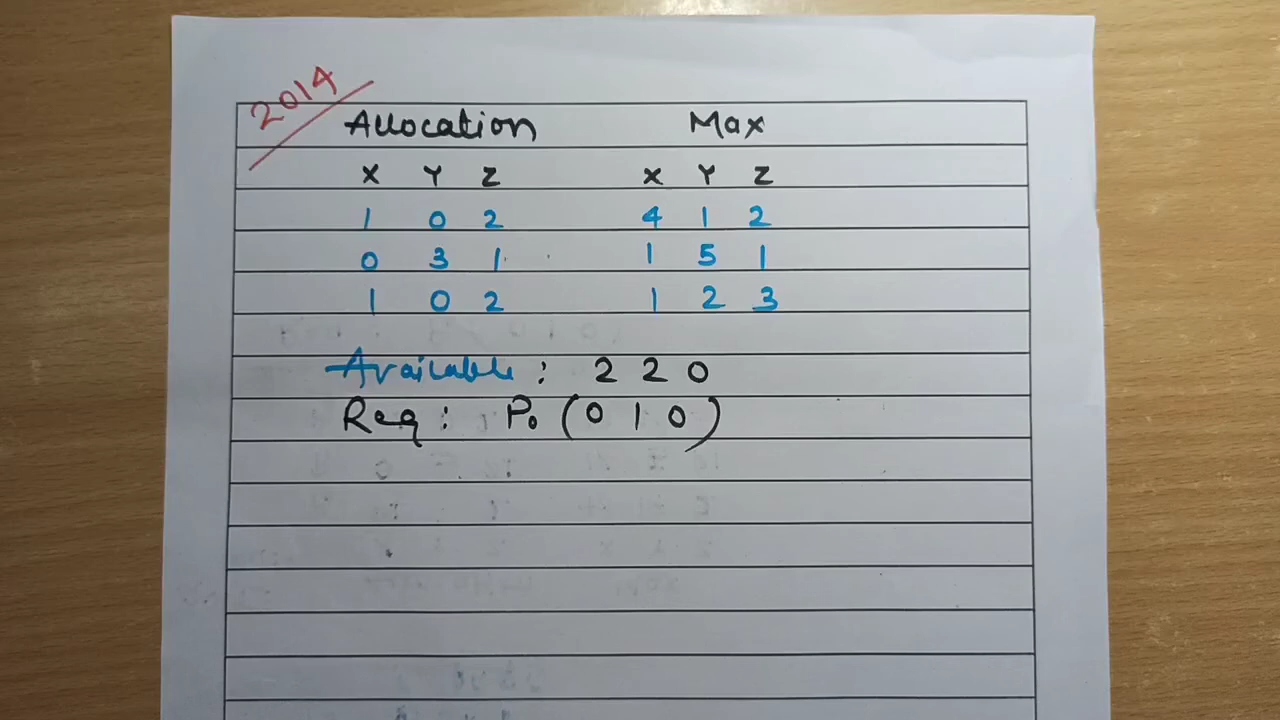 2014
Allocation Max
X Y Z X Y Z
1 0 2 4 1 2
0 3 1 1 5 1
1 0 2 1 2 3
Available : 2 2 0
Req : P₀ ( 0 1 0 )